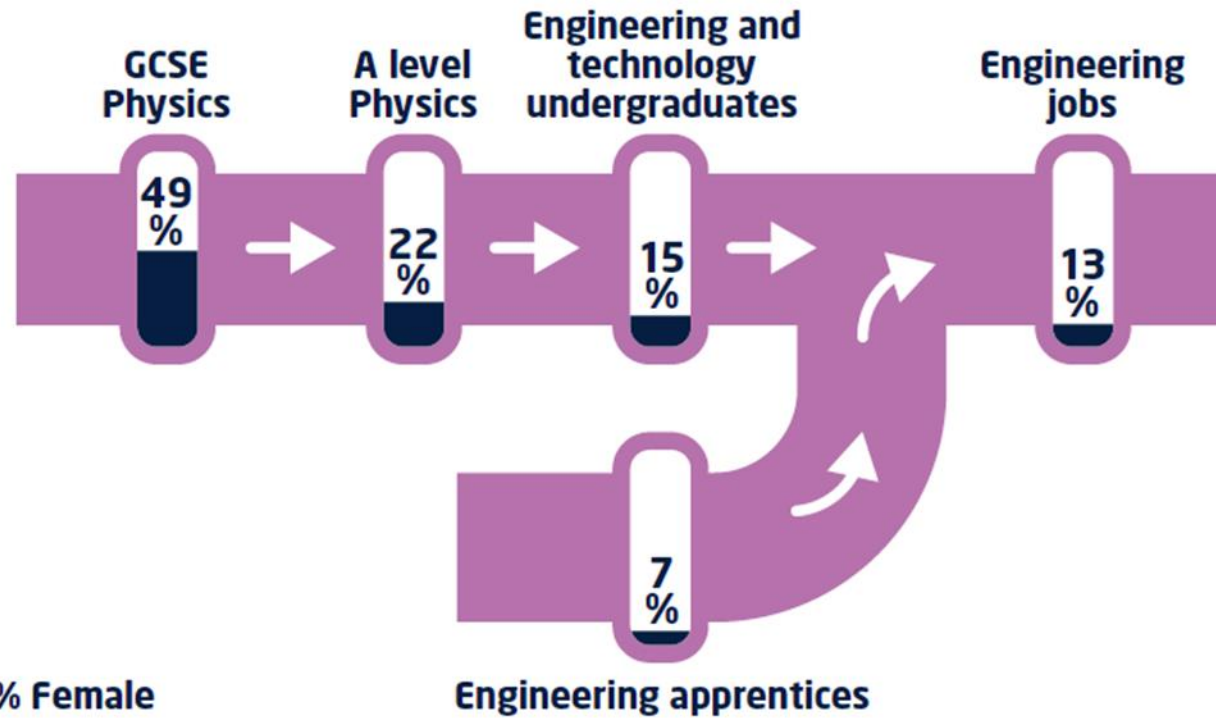 GCSE
Physics
A level
Physics
Engineering and
technology
undergraduates
Engineering
jobs
49
%
22
%
15
%
13
%
7
%
% Female
Engineering apprentices